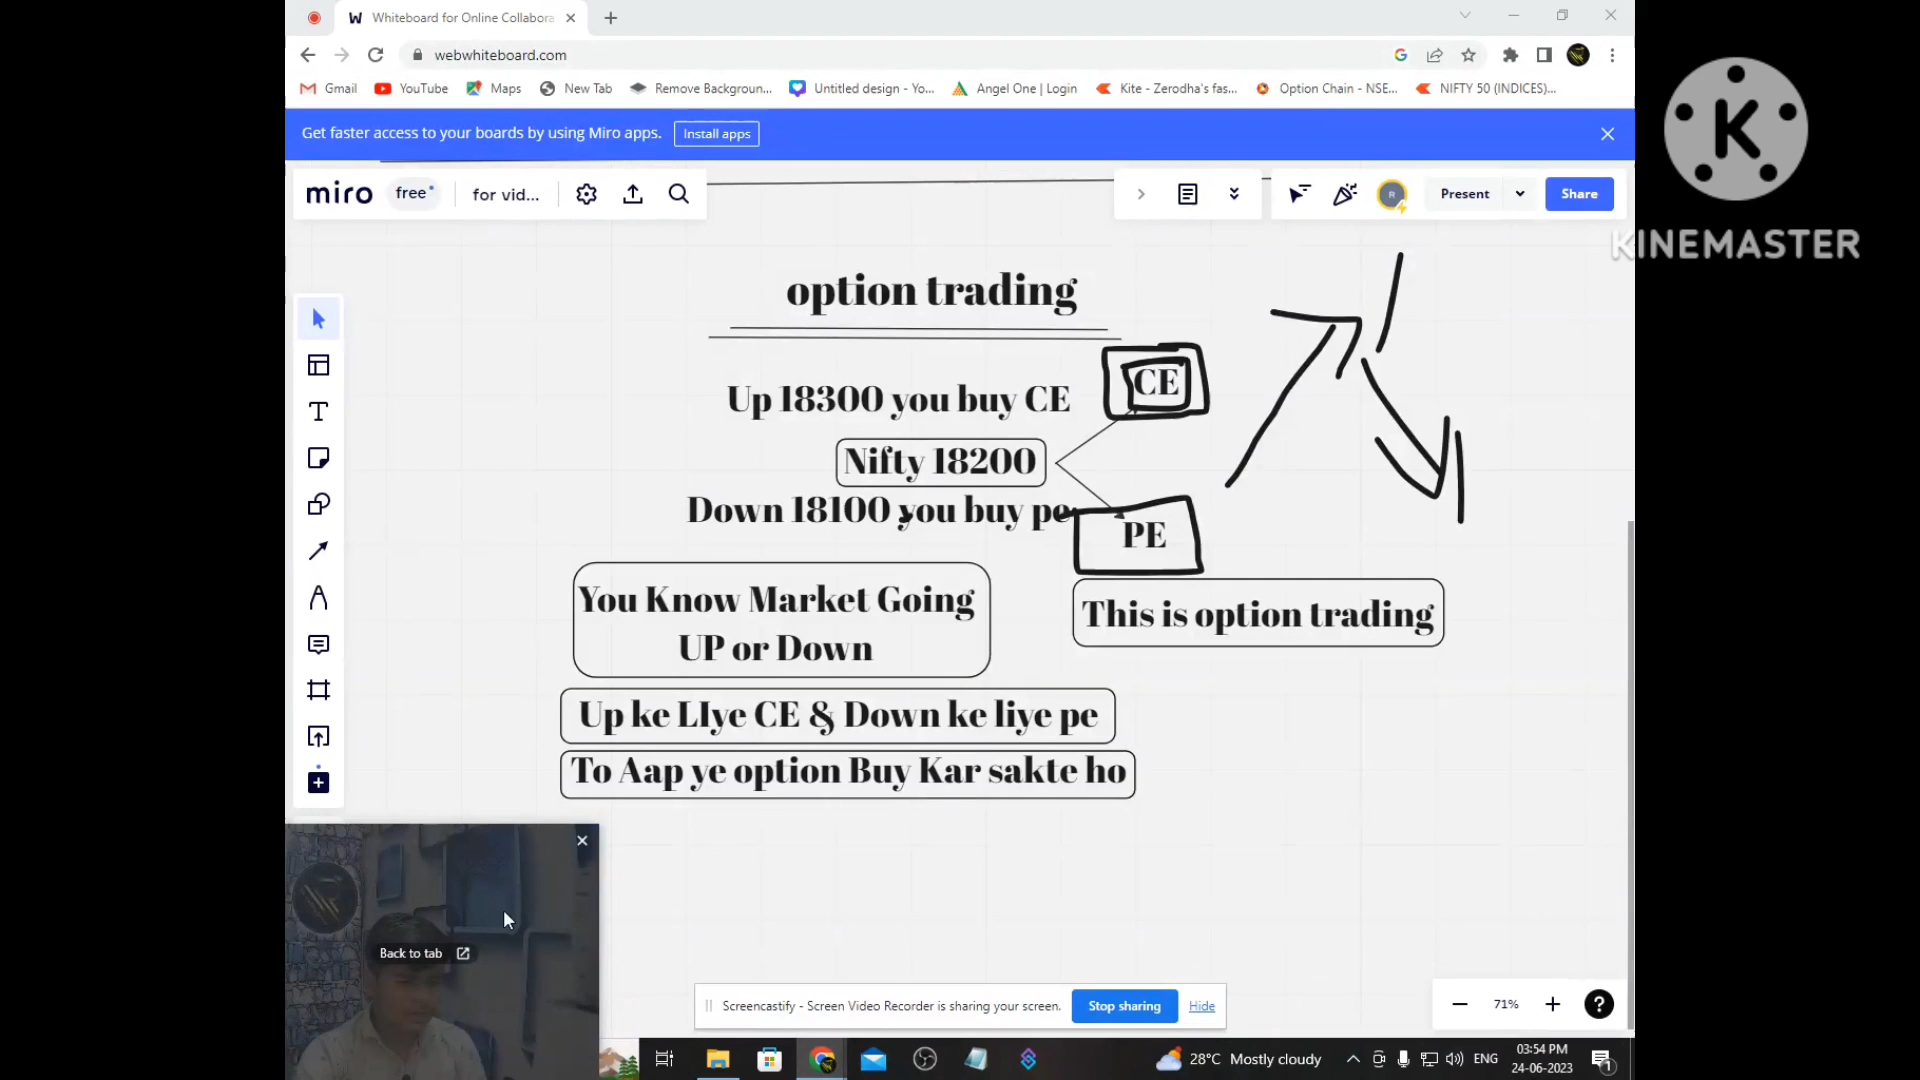 Whiteboard for Online Collabora
webwhiteboard.com
Gmail YouTube Maps New Tab Remove Backgroun... Untitled design - Yo... Angel One | Login Kite - Zerodha's fas... Option Chain - NSE... NIFTY 50 (INDICES)...
Get faster access to your boards by using Miro apps. Install apps
miro free for vid... Present Share
R
K
KINEMASTER
option trading
CE
Up 18300 you buy CE
Nifty 18200
Down 18100 you buy pe
PE
You Know Market Going
UP or Down
This is option trading
Up ke LIye CE & Down ke liye pe
To Aap ye option Buy Kar sakte ho
Back to tab
Screencastify - Screen Video Recorder is sharing your screen. Stop sharing Hide
71%
28°C Mostly cloudy ENG 03:54 PM
24-06-2023
1